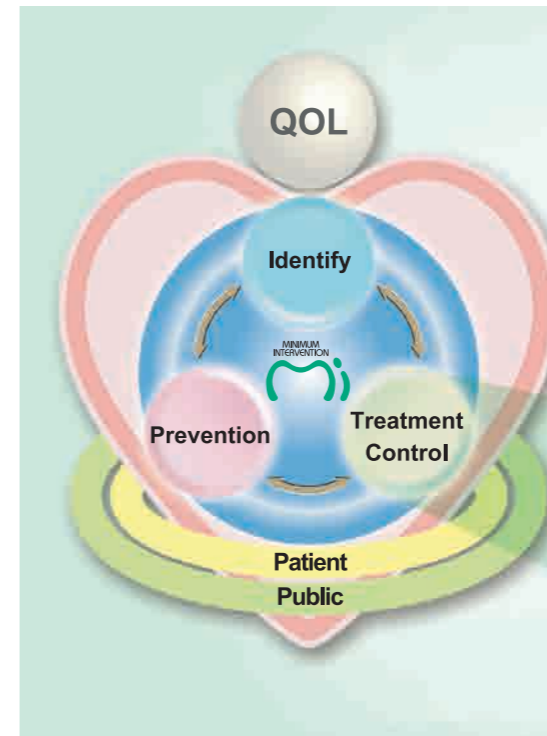 QOL
Identify
MINIMUM
INTERVENTION
Prevention
Treatment
Control
Patient
Public